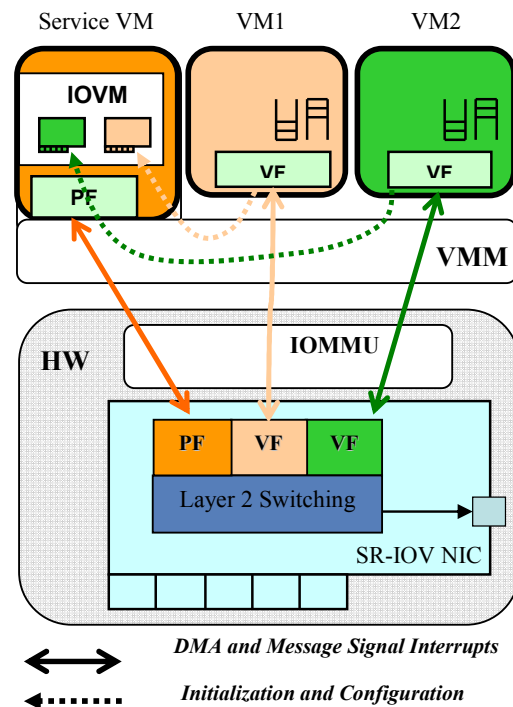 Service VM VM1 VM2
IOVM
VF VF
PF
VMM
IOMMU
HW
PF VF VF
Layer 2 Switching
SR-IOV NIC
DMA and Message Signal Interrupts
Initialization and Configuration